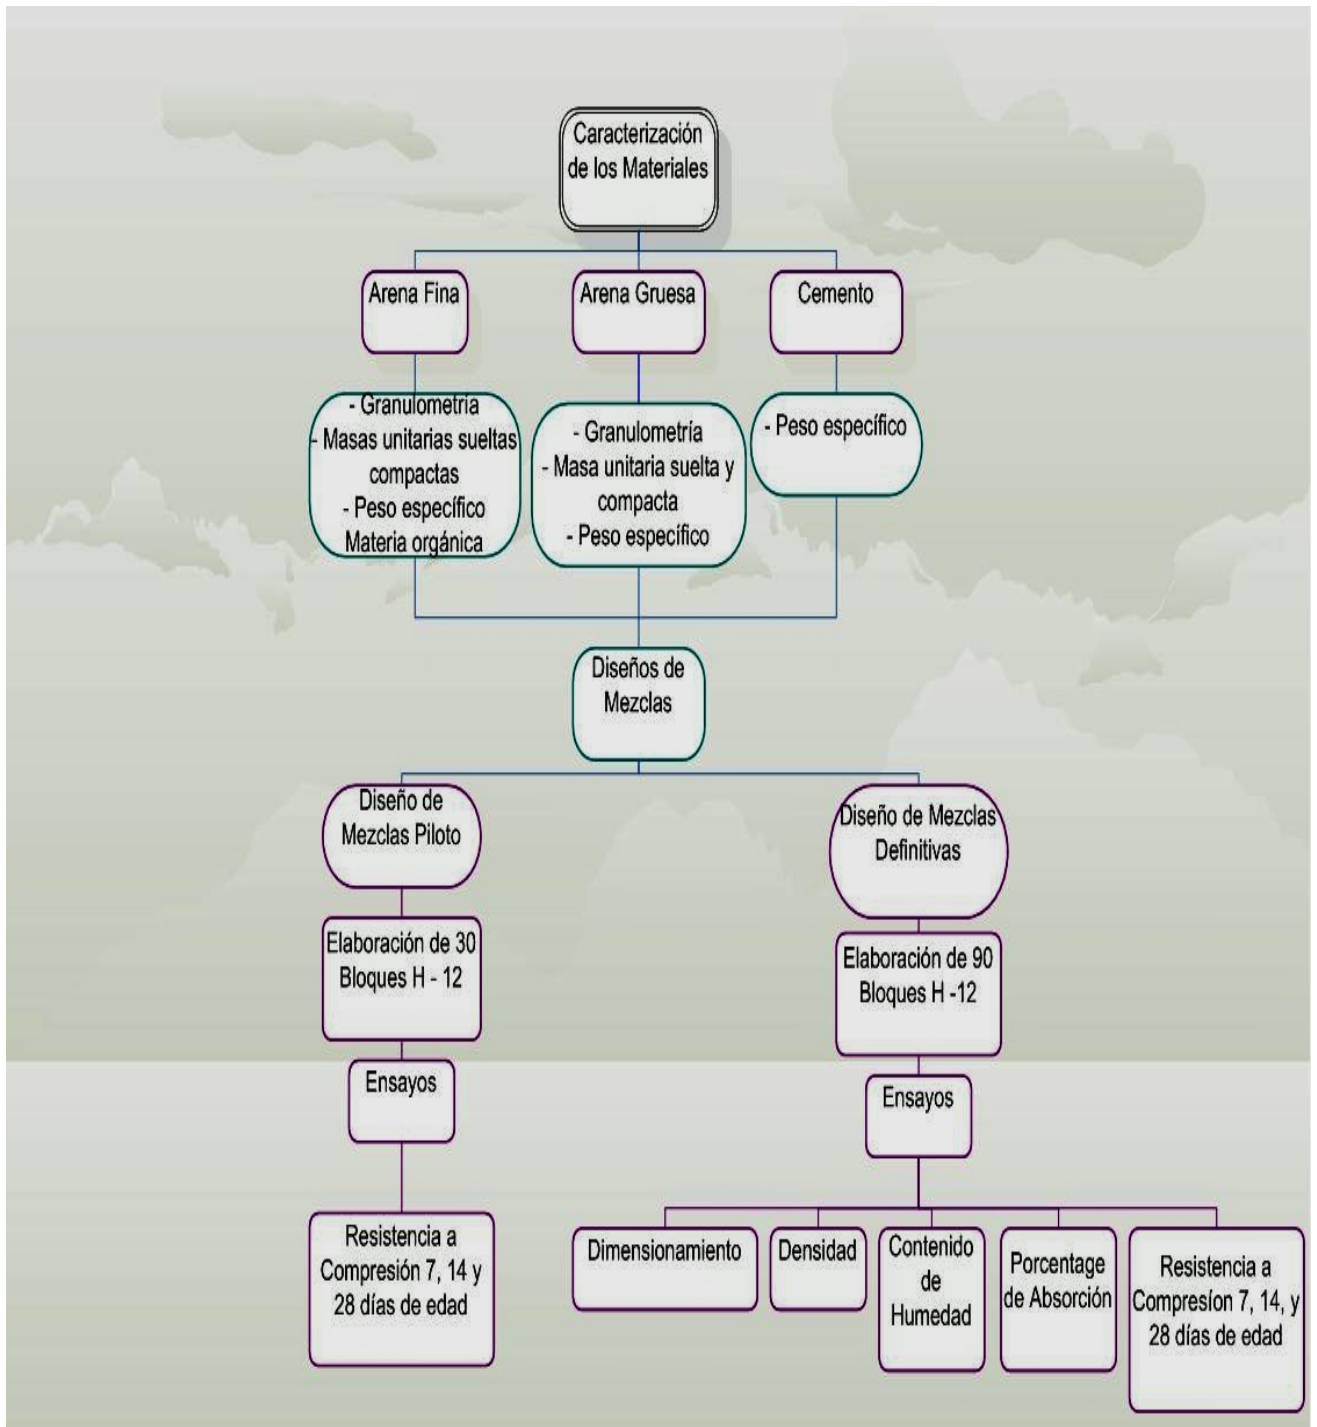 Caracterización
de los Materiales
Arena Fina
Arena Gruesa
Cemento
- Granulometría
- Masas unitarias sueltas
compactas
- Peso específico
Materia orgánica
- Granulometría
- Masa unitaria suelta y
compacta
- Peso específico
- Peso específico
Diseños de
Mezclas
Diseño de
Mezclas Piloto
Diseño de Mezclas
Definitivas
Elaboración de 30
Bloques H - 12
Elaboración de 90
Bloques H -12
Ensayos
Ensayos
Resistencia a
Compresión 7, 14 y
28 días de edad
Dimensionamiento
Densidad
Contenido
de
Humedad
Porcentage
de Absorción
Resistencia a
Compresíon 7, 14, y
28 días de edad